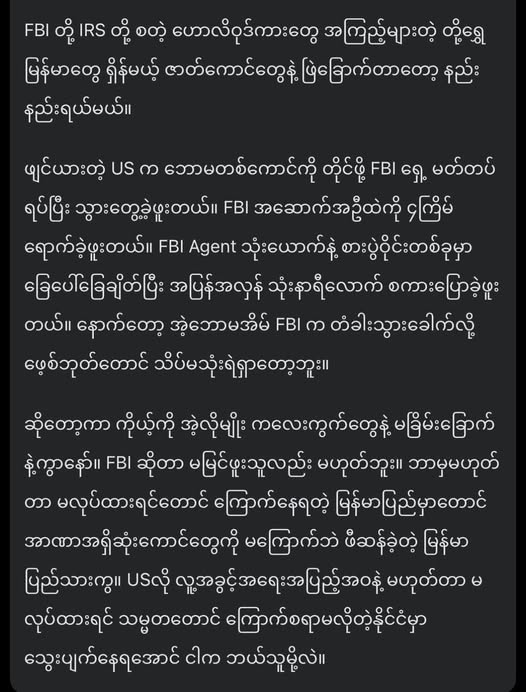 FBI တို့ IRS တို့ စတဲ့ ဟောလိဝုဒ်ကားတွေ အကြည့်များတဲ့ တို့ရွှေ
မြန်မာတွေ ရှိန်မယ့် ဇာတ်ကောင်တွေနဲ့ ဖြဲခြောက်တာတော့ နည်း
နည်းရယ်မယ်။
ဖျင်ယားတဲ့ US က ဘောမတစ်ကောင်ကို တိုင်ဖို့ FBI ရှေ့ မတ်တပ်
ရပ်ပြီး သွားတွေ့ခဲ့ဖူးတယ်။ FBI အဆောက်အဦထဲကို ၄ကြိမ်
ရောက်ခဲ့ဖူးတယ်။ FBI Agent သုံးယောက်နဲ့ စားပွဲဝိုင်းတစ်ခုမှာ
ခြေပေါ်ခြေချိတ်ပြီး အပြန်အလှန် သုံးနာရီလောက် စကားပြောခဲ့ဖူး
တယ်။ နောက်တော့ အဲ့ဘောမအိမ် FBI က တံခါးသွားခေါက်လို့
ဖေ့စ်ဘုတ်တောင် သိပ်မသုံးရဲရှာတော့ဘူး။
ဆိုတော့ကာ ကိုယ့်ကို အဲ့လိုမျိုး ကလေးကွက်တွေနဲ့ မခြိမ်းခြောက်
နဲ့ကွာနော်။ FBI ဆိုတာ မမြင်ဖူးသူလည်း မဟုတ်ဘူး။ ဘာမှမဟုတ်
တာ မလုပ်ထားရင်တောင် ကြောက်နေရတဲ့ မြန်မာပြည်မှာတောင်
အာဏာအရှိဆုံးကောင်တွေကို မကြောက်ဘဲ ဖီဆန်ခဲ့တဲ့ မြန်မာ
ပြည်သားကွ။ USလို လူ့အခွင့်အရေးအပြည့်အဝနဲ့ မဟုတ်တာ မ
လုပ်ထားရင် သမ္မတတောင် ကြောက်စရာမလိုတဲ့နိုင်ငံမှာ
သွေးပျက်နေရအောင် ငါက ဘယ်သူမို့လဲ။